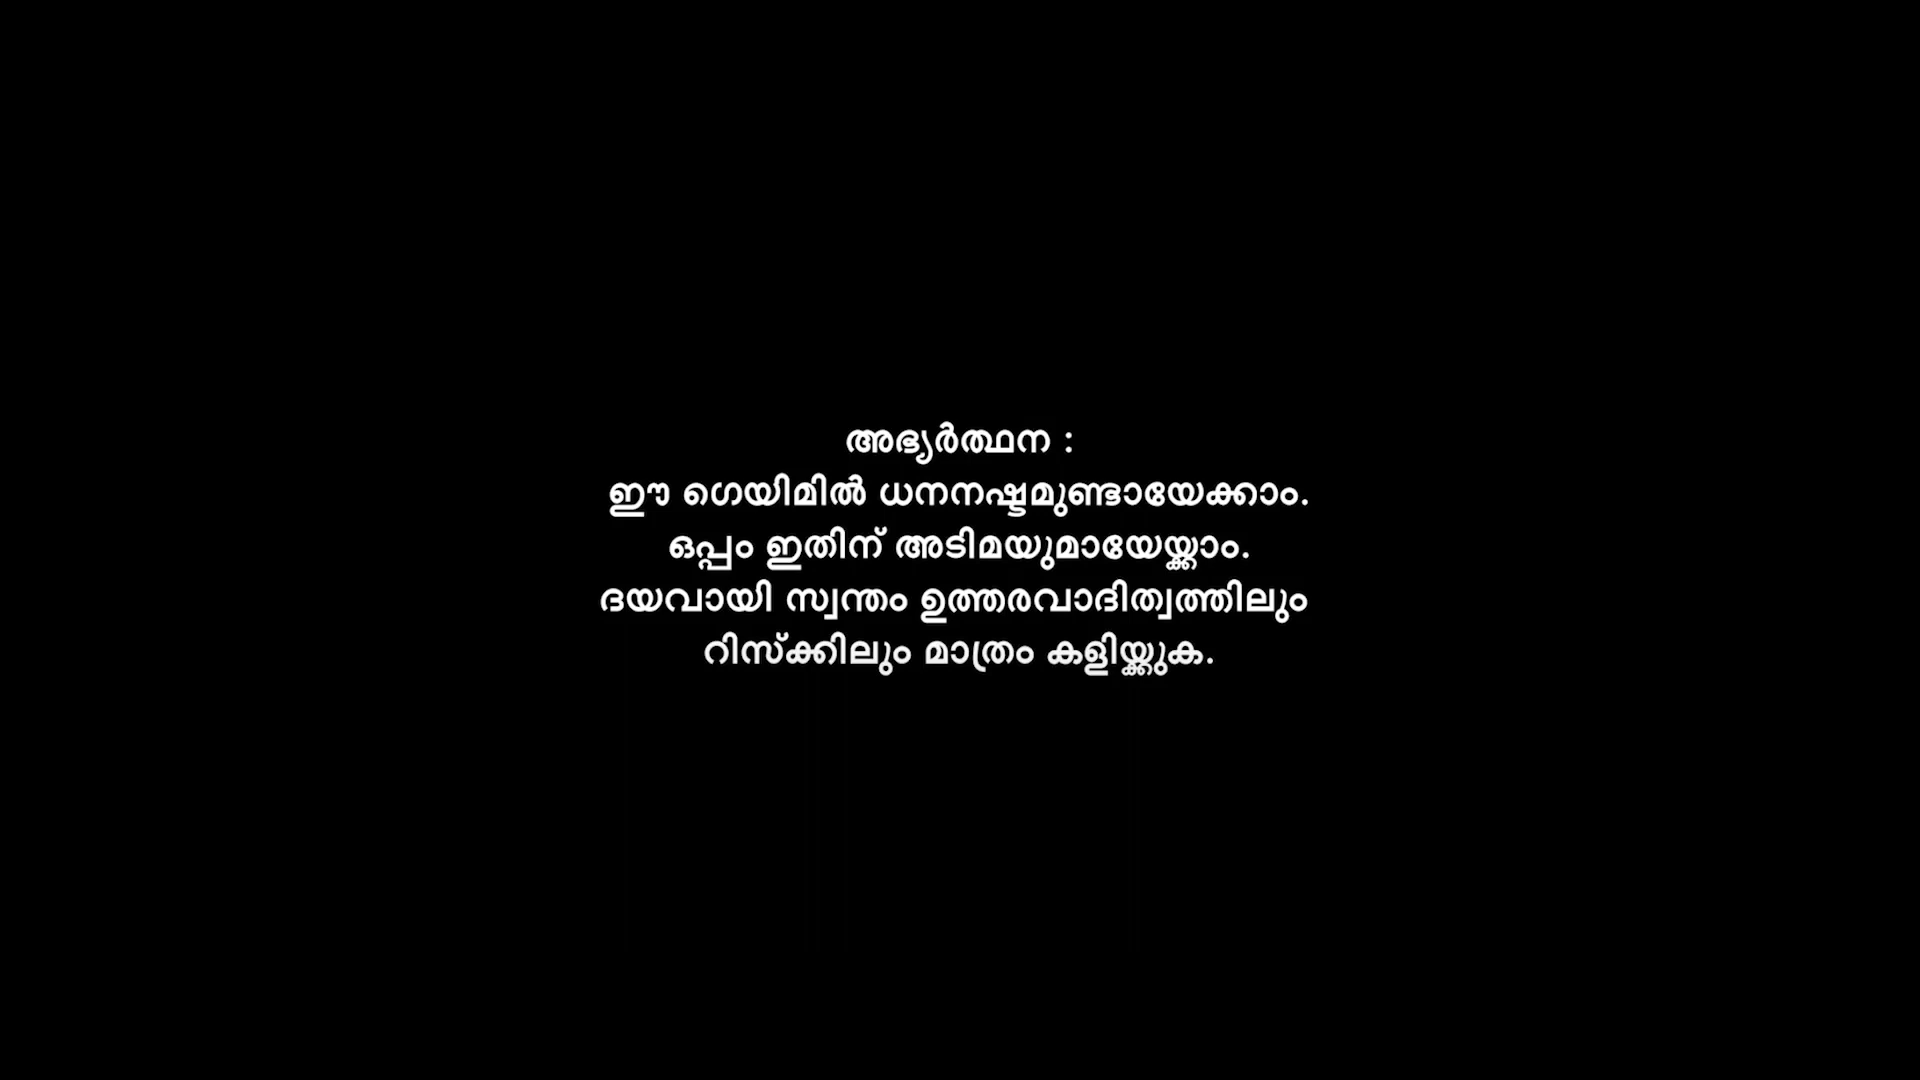 അഭ്യർത്ഥന :
ഈ ഗെയിമിൽ ധനനഷ്ടമുണ്ടായേക്കാം.
ഒപ്പം ഇതിന് അടിമയുമായേയ്ക്കാം.
ദയവായി സ്വന്തം ഉത്തരവാദിത്വത്തിലും
റിസ്ക്കിലും മാത്രം കളിയ്ക്കുക.